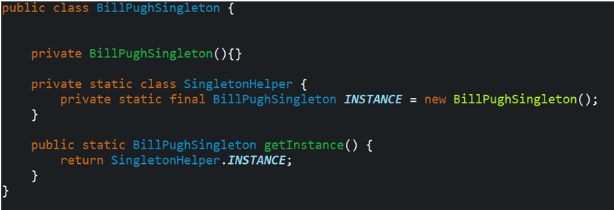 public class BillPughSingleton {
private BillPughSingleton(){}
private static class SingletonHelper {
private static final BillPughSingleton INSTANCE = new BillPughSingleton();
}
public static BillPughSingleton getInstance() {
return SingletonHelper.INSTANCE;
}
}